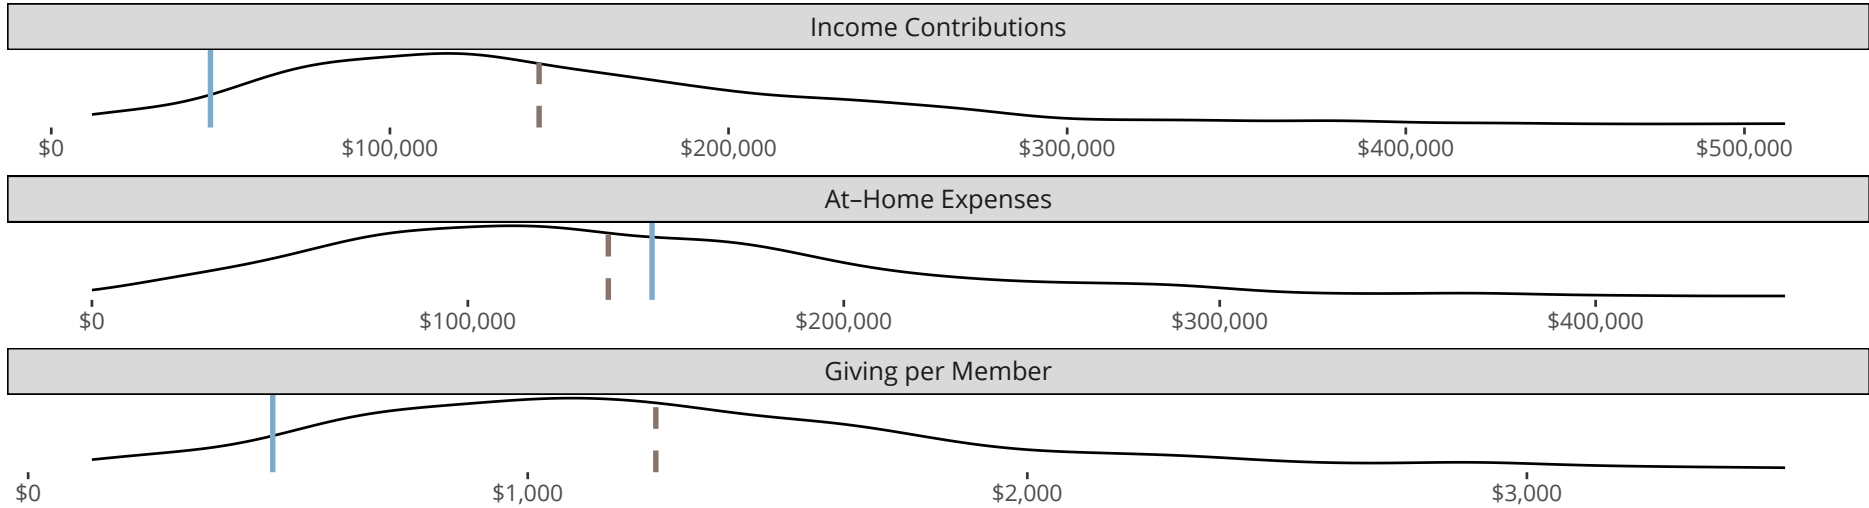 Income Contributions
$0 $100,000 $200,000 $300,000 $400,000 $500,000
At–Home Expenses
$0 $100,000 $200,000 $300,000 $400,000
Giving per Member
$0 $1,000 $2,000 $3,000